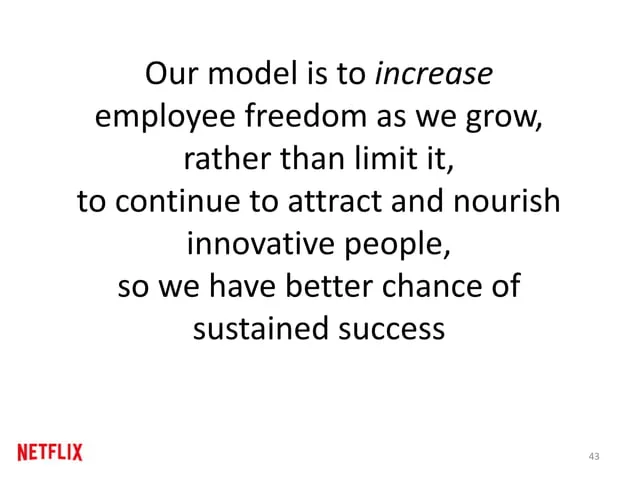 Our model is to increase
employee freedom as we grow,
rather than limit it,
to continue to attract and nourish
innovative people,
so we have better chance of
sustained success
NETFLIX
43